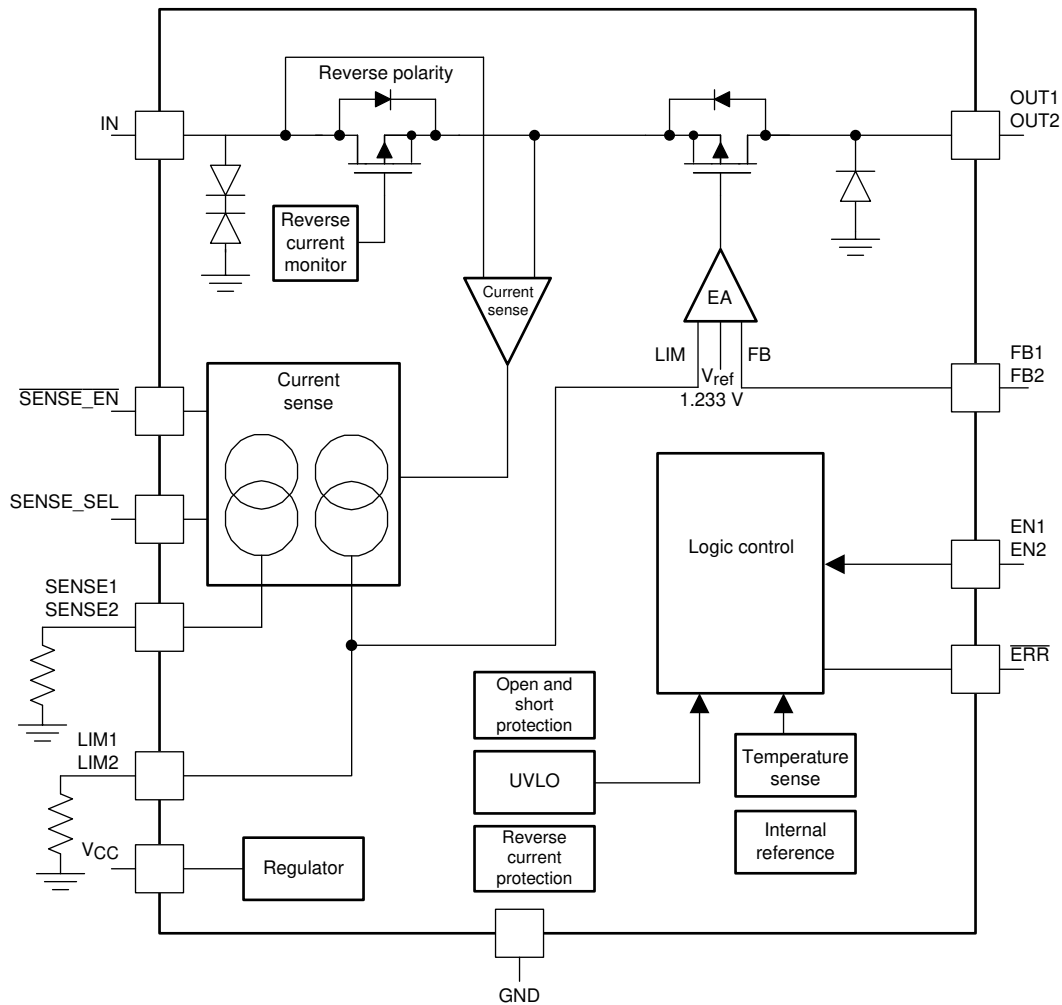 Reverse polarity
IN
OUT1
OUT2
Reverse
current
monitor
Current
sense
EA
LIM
Vref
FB
1.233 V
FB1
FB2
SENSE_EN
Current
sense
SENSE_SEL
Logic control
EN1
EN2
SENSE1
SENSE2
ERR
Open and
short
protection
LIM1
LIM2
UVLO
Temperature
sense
VCC
Regulator
Reverse
current
protection
Internal
reference
GND